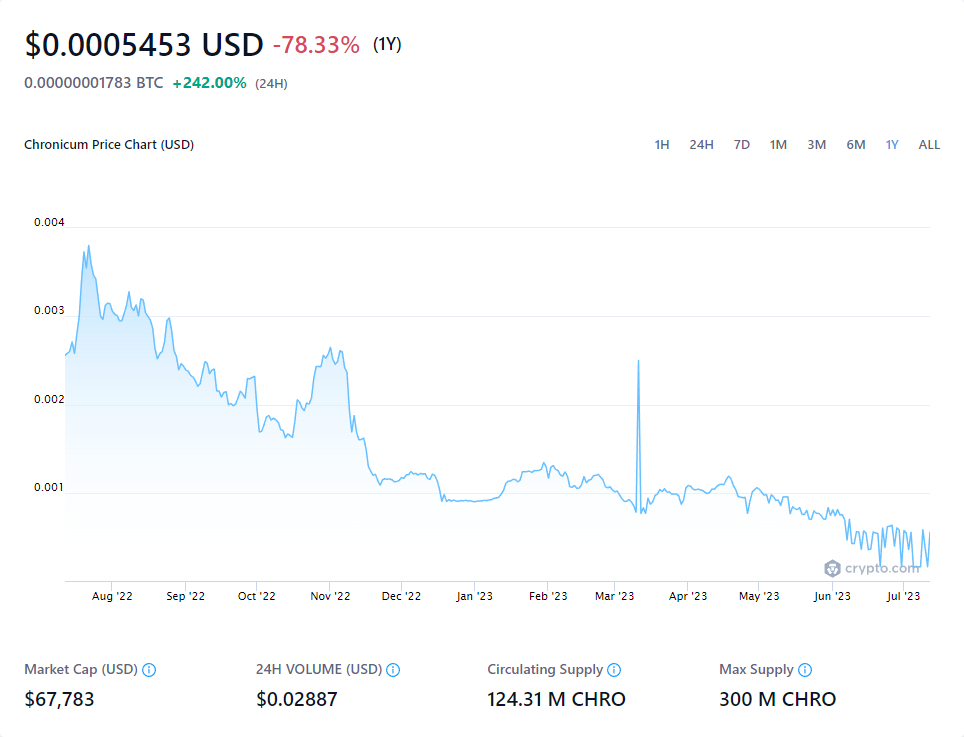 $0.0005453 USD -78.33% (1Y)
0.00000001783 BTC +242.00% (24H)
Chronicum Price Chart (USD) 1H 24H 7D 1M 3M 6M 1Y ALL
0.004
0.003
0.002
0.001
crypto.com
Aug '22 Sep '22 Oct '22 Nov '22 Dec '22 Jan '23 Feb '23 Mar '23 Apr '23 May '23 Jun '23 Jul '23
Market Cap (USD) 24H VOLUME (USD) Circulating Supply Max Supply
$67,783 $0.02887 124.31 M CHRO 300 M CHRO